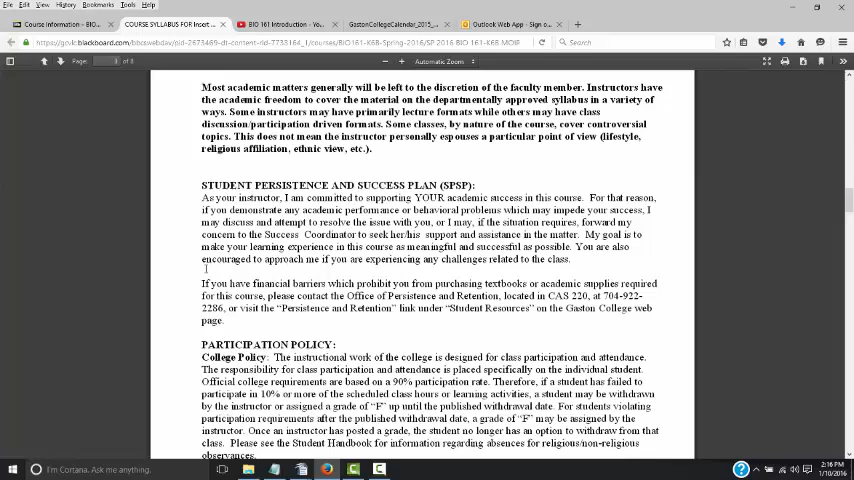 File Edit View History Bookmarks Tools Help
Course Information – BIO...
COURSE SYLLABUS FOR Insert ...
BIO 161 Introduction - Yo...
GastonCollegeCalendar_2015_...
Outlook Web App - Sign o...
https://gcvlc.blackboard.com/bbcswebdav/pid-2673469-dt-content-rid-7733164_1/courses/BIO161-K6B-Spring-2016/SP 2016 BIO 161-K6B MOIP
Search
Page: of 8
Automatic Zoom
Most academic matters generally will be left to the discretion of the faculty member. Instructors have
the academic freedom to cover the material on the departmentally approved syllabus in a variety of
ways. Some instructors may have primarily lecture formats while others may have class
discussion/participation driven formats. Some classes, by nature of the course, cover controversial
topics. This does not mean the instructor personally espouses a particular point of view (lifestyle,
religious affiliation, ethnic view, etc.).
STUDENT PERSISTENCE AND SUCCESS PLAN (SPSP):
As your instructor, I am committed to supporting YOUR academic success in this course. For that reason,
if you demonstrate any academic performance or behavioral problems which may impede your success, I
may discuss and attempt to resolve the issue with you, or I may, if the situation requires, forward my
concern to the Success Coordinator to seek her/his support and assistance in the matter. My goal is to
make your learning experience in this course as meaningful and successful as possible. You are also
encouraged to approach me if you are experiencing any challenges related to the class.
If you have financial barriers which prohibit you from purchasing textbooks or academic supplies required
for this course, please contact the Office of Persistence and Retention, located in CAS 220, at 704-922-
2286, or visit the “Persistence and Retention” link under “Student Resources” on the Gaston College web
page.
PARTICIPATION POLICY:
College Policy: The instructional work of the college is designed for class participation and attendance.
The responsibility for class participation and attendance is placed specifically on the individual student.
Official college requirements are based on a 90% participation rate. Therefore, if a student has failed to
participate in 10% or more of the scheduled class hours or learning activities, a student may be withdrawn
by the instructor or assigned a grade of “F” up until the published withdrawal date. For students violating
participation requirements after the published withdrawal date, a grade of “F” may be assigned by the
instructor. Once an instructor has posted a grade, the student no longer has an option to withdraw from that
class. Please see the Student Handbook for information regarding absences for religious/non-religious
observances.
I'm Cortana. Ask me anything.
2:16 PM
1/10/2016